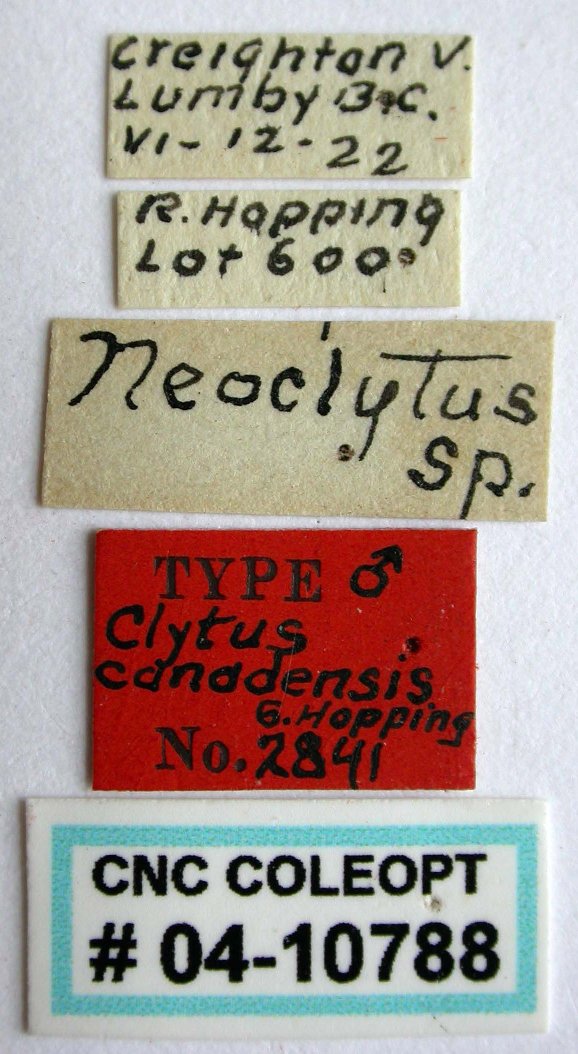 Creighton V.
Lumby B.C.
VI-12-22
R. Hopping
Lot 600
Neoclytus
sp.
TYPE ♂
Clytus
canadensis
G. Hopping
No. 2841
CNC COLEOPT
# 04-10788